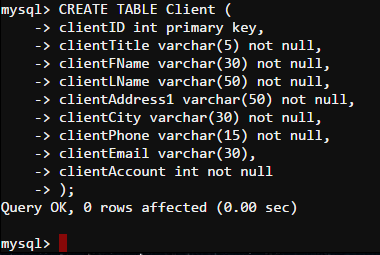 mysql> CREATE TABLE Client (
    -> clientID int primary key,
    -> clientTitle varchar(5) not null,
    -> clientFName varchar(30) not null,
    -> clientLName varchar(50) not null,
    -> clientAddress1 varchar(50) not null,
    -> clientCity varchar(30) not null,
    -> clientPhone varchar(15) not null,
    -> clientEmail varchar(30),
    -> clientAccount int not null
    -> );
Query OK, 0 rows affected (0.00 sec)
mysql>